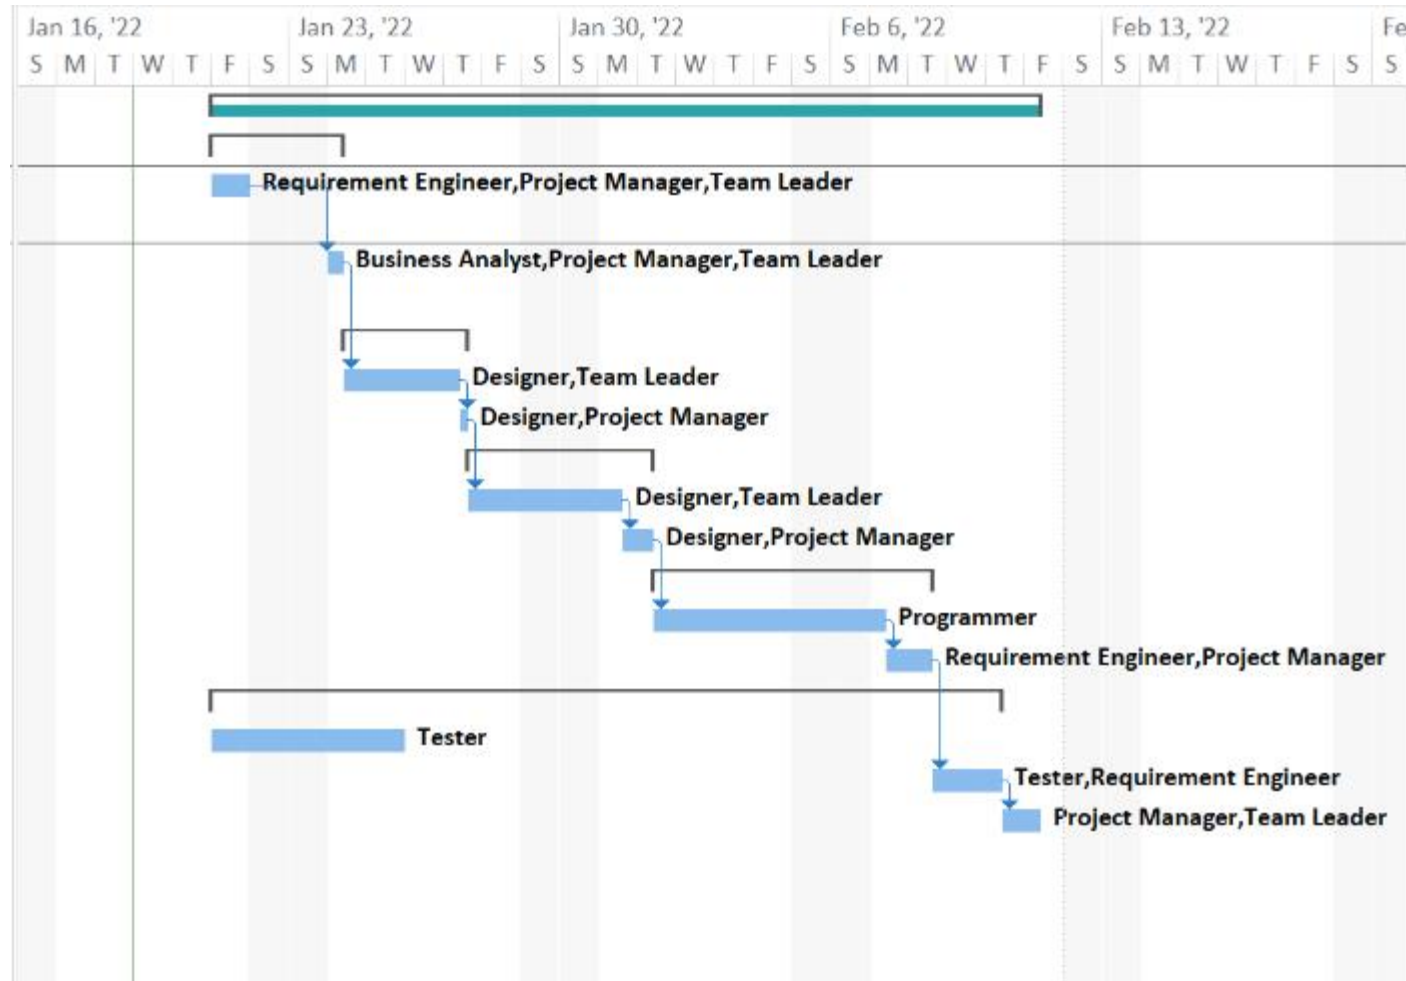 Jan 16, '22 Jan 23, '22 Jan 30, '22 Feb 6, '22 Feb 13, '22 Fe
S M T W T F S S M T W T F S S M T W T F S S M T W T F S S M T W T F S S
Requirement Engineer,Project Manager,Team Leader
Business Analyst,Project Manager,Team Leader
Designer,Team Leader
Designer,Project Manager
Designer,Team Leader
Designer,Project Manager
Programmer
Requirement Engineer,Project Manager
Tester
Tester,Requirement Engineer
Project Manager,Team Leader